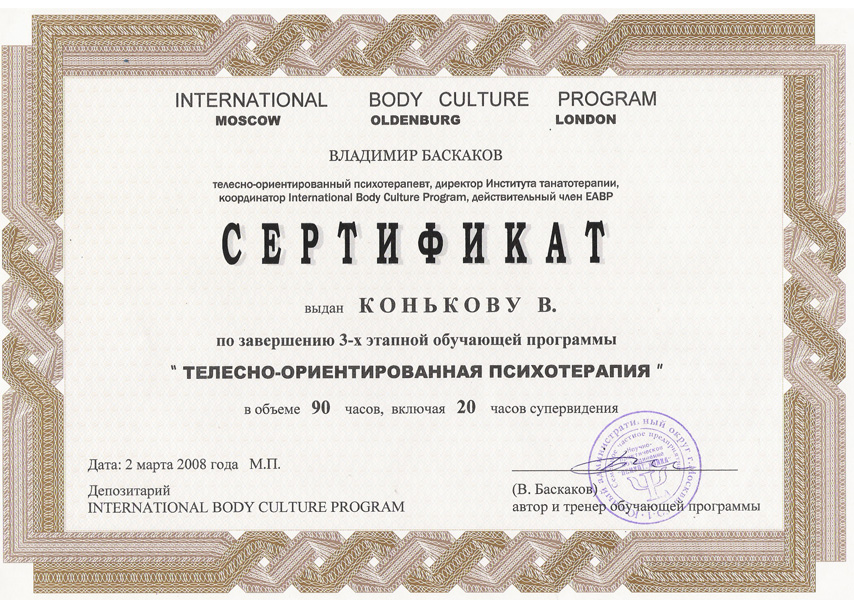 INTERNATIONAL BODY CULTURE PROGRAM
MOSCOW OLDENBURG LONDON
ВЛАДИМИР БАСКАКОВ
телесно-ориентированный психотерапевт, директор Института танатотерапии,
координатор International Body Culture Program, действительный член ЕАВР
СЕРТИФИКАТ
выдан КОНЬКОВУ В.
по завершению 3-х этапной обучающей программы
" ТЕЛЕСНО-ОРИЕНТИРОВАННАЯ ПСИХОТЕРАПИЯ "
в объеме 90 часов, включая 20 часов супервидения
Дата: 2 марта 2008 года М.П.
Депозитарий
INTERNATIONAL BODY CULTURE PROGRAM
(В. Баскаков)
автор и тренер обучающей программы